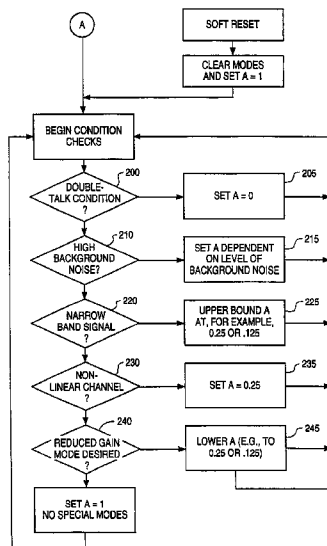 A
SOFT RESET
CLEAR MODES
AND SET A = 1
BEGIN CONDITION
CHECKS
200
DOUBLE-
TALK CONDITION
?
205
SET A = 0
210
HIGH
BACKGROUND
NOISE?
215
SET A DEPENDENT
ON LEVEL OF
BACKGROUND NOISE
220
NARROW
BAND SIGNAL
?
225
UPPER BOUND A
AT, FOR EXAMPLE,
0.25 OR .125
230
NON-
LINEAR CHANNEL
?
235
SET A = 0.25
240
REDUCED GAIN
MODE DESIRED
?
245
LOWER A (E.G., TO
0.25 OR .125)
SET A = 1
NO SPECIAL MODES